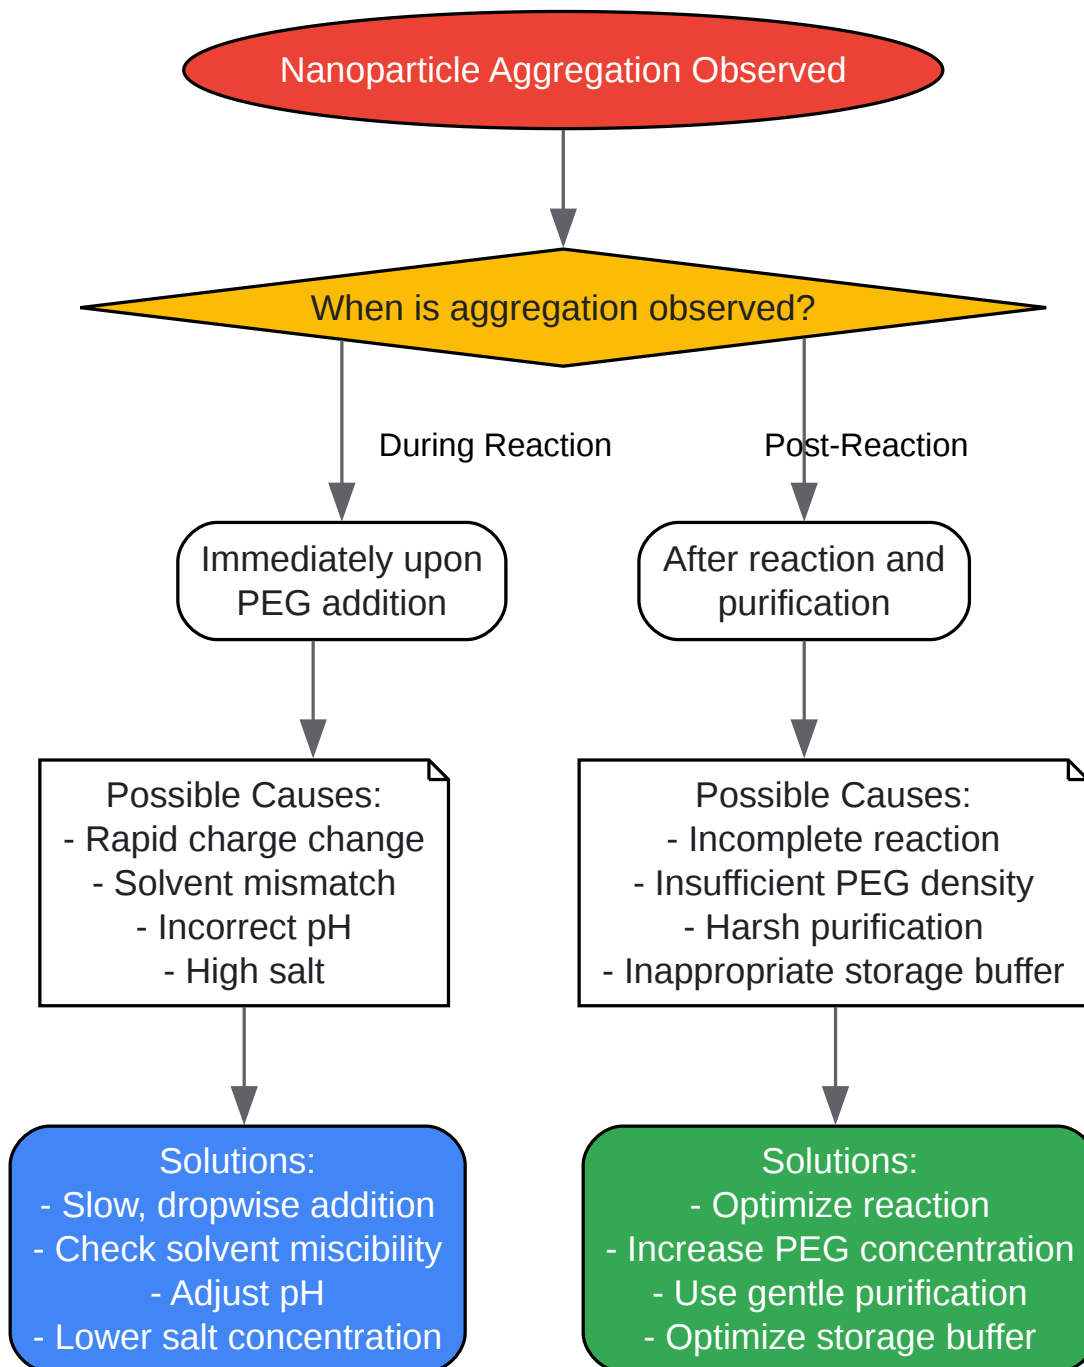 Nanoparticle Aggregation Observed
When is aggregation observed?
During Reaction
Post-Reaction
Immediately upon
PEG addition
After reaction and
purification
Possible Causes:
- Rapid charge change
- Solvent mismatch
- Incorrect pH
- High salt
Possible Causes:
- Incomplete reaction
- Insufficient PEG density
- Harsh purification
- Inappropriate storage buffer
Solutions:
- Slow, dropwise addition
- Check solvent miscibility
- Adjust pH
- Lower salt concentration
Solutions:
- Optimize reaction
- Increase PEG concentration
- Use gentle purification
- Optimize storage buffer